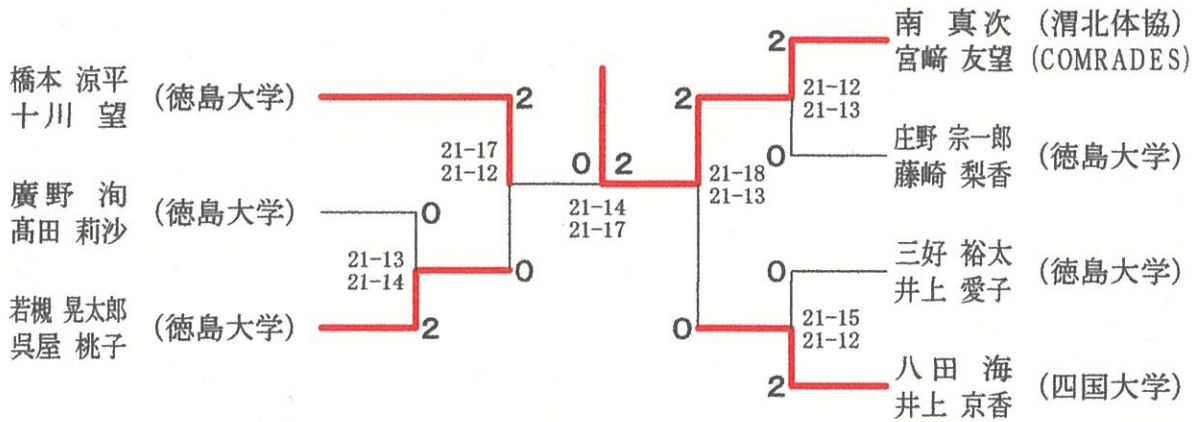 橋本 涼平
十川 望
(徳島大学)
廣野 洵
髙田 莉沙
(徳島大学)
若槻 晃太郎
呉屋 桃子
(徳島大学)
2
21-17
21-12
0
21-13
21-14
0
2
0 2
21-14
21-17
2
21-18
21-13
0
2
21-12
21-13
0
0
21-15
21-12
2
南 真次 (渭北体協)
宮﨑 友望 (COMRADES)
庄野 宗一郎
藤崎 梨香
(徳島大学)
三好 裕太
井上 愛子
(徳島大学)
八田 海
井上 京香
(四国大学)